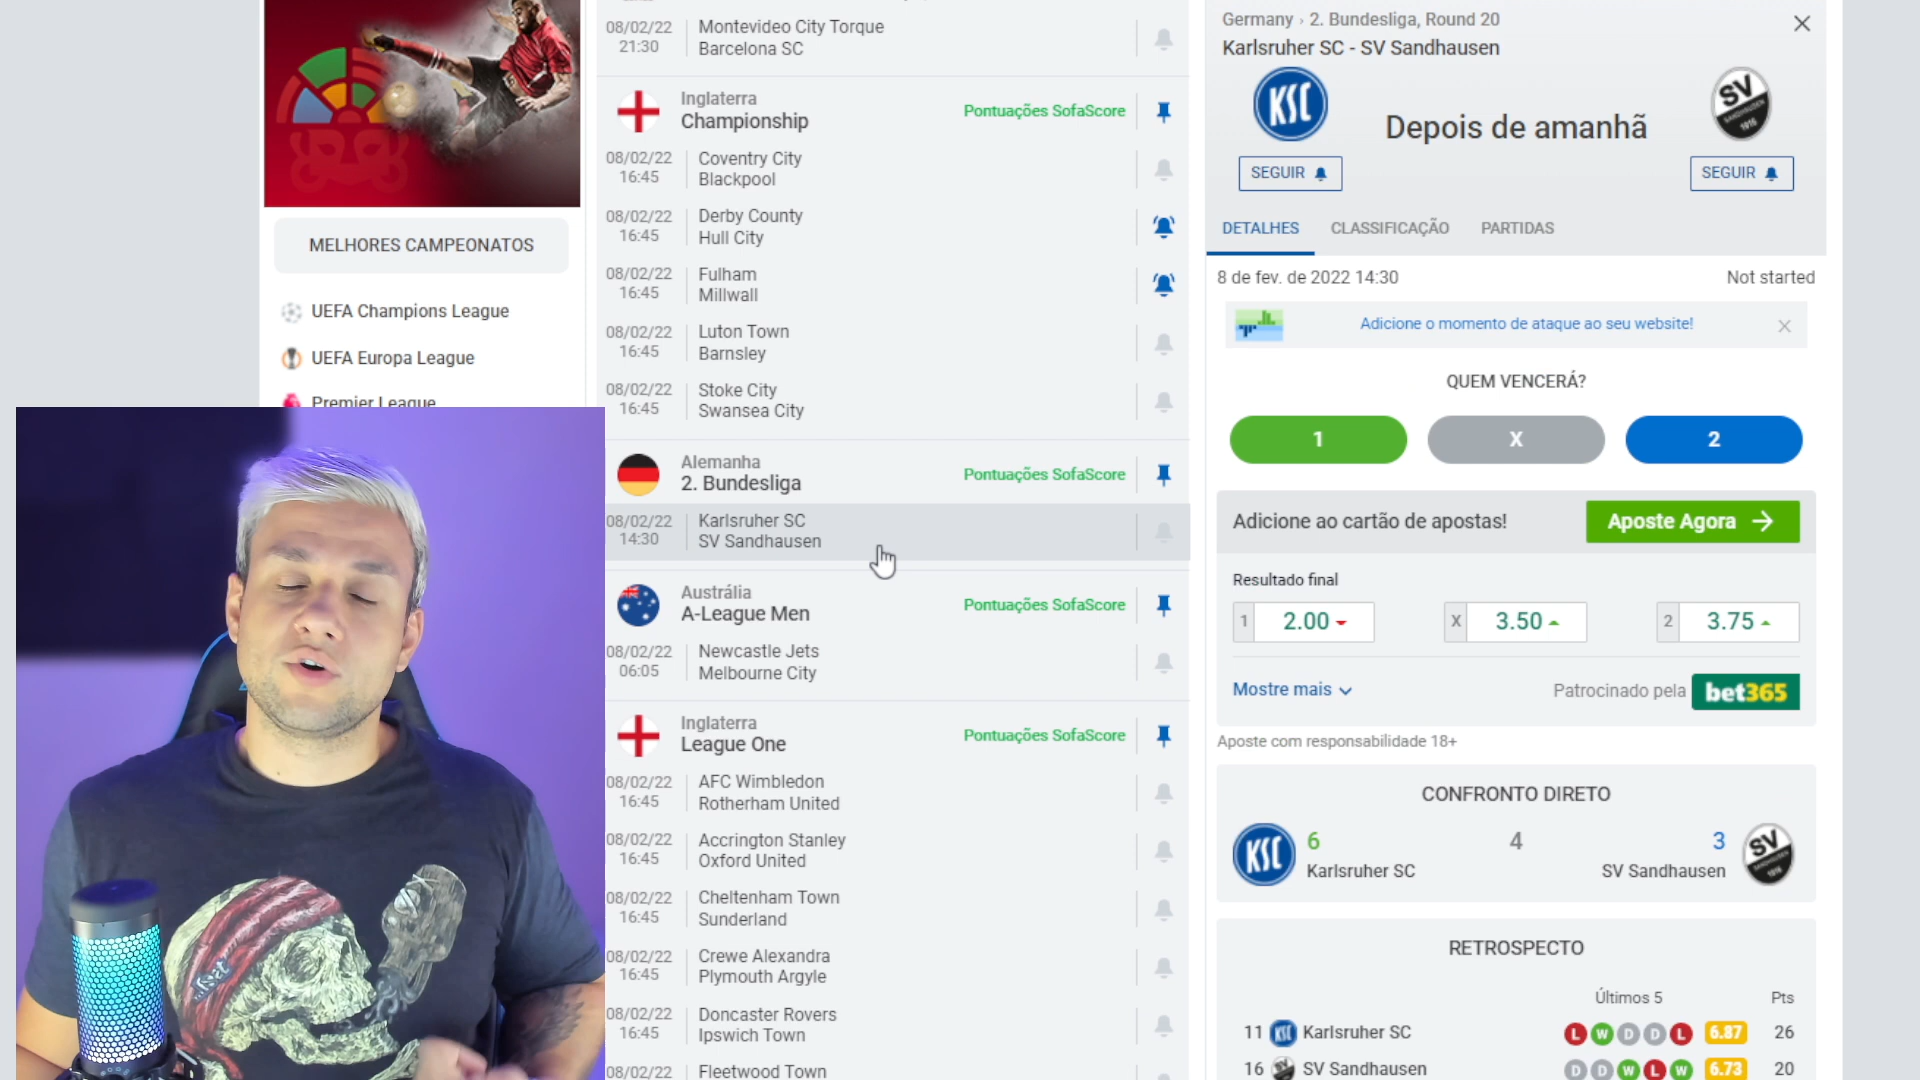 08/02/22
21:30
Montevideo City Torque
Barcelona SC
Inglaterra
Championship
Pontuações SofaScore
08/02/22
16:45
Coventry City
Blackpool
08/02/22
16:45
Derby County
Hull City
08/02/22
16:45
Fulham
Millwall
08/02/22
16:45
Luton Town
Barnsley
08/02/22
16:45
Stoke City
Swansea City
Alemanha
2. Bundesliga
Pontuações SofaScore
08/02/22
14:30
Karlsruher SC
SV Sandhausen
Austrália
A-League Men
Pontuações SofaScore
08/02/22
06:05
Newcastle Jets
Melbourne City
Inglaterra
League One
Pontuações SofaScore
08/02/22
16:45
AFC Wimbledon
Rotherham United
08/02/22
16:45
Accrington Stanley
Oxford United
08/02/22
16:45
Cheltenham Town
Sunderland
08/02/22
16:45
Crewe Alexandra
Plymouth Argyle
08/02/22
16:45
Doncaster Rovers
Ipswich Town
08/02/22
Fleetwood Town
MELHORES CAMPEONATOS
UEFA Champions League
UEFA Europa League
Premier League
Germany › 2. Bundesliga, Round 20
Karlsruher SC - SV Sandhausen
KSC
SV
Depois de amanhã
SEGUIR
SEGUIR
DETALHES
CLASSIFICAÇÃO
PARTIDAS
8 de fev. de 2022 14:30
Not started
Adicione o momento de ataque ao seu website!
QUEM VENCERÁ?
1
X
2
Adicione ao cartão de apostas!
Aposte Agora
Resultado final
1 2.00
X 3.50
2 3.75
Mostre mais
Patrocinado pela
bet365
Aposte com responsabilidade 18+
CONFRONTO DIRETO
KSC
6
Karlsruher SC
4
3
SV Sandhausen
SV
RETROSPECTO
Últimos 5
Pts
11 Karlsruher SC L W D D L 6.87 26
16 SV Sandhausen D D W L W 6.73 20